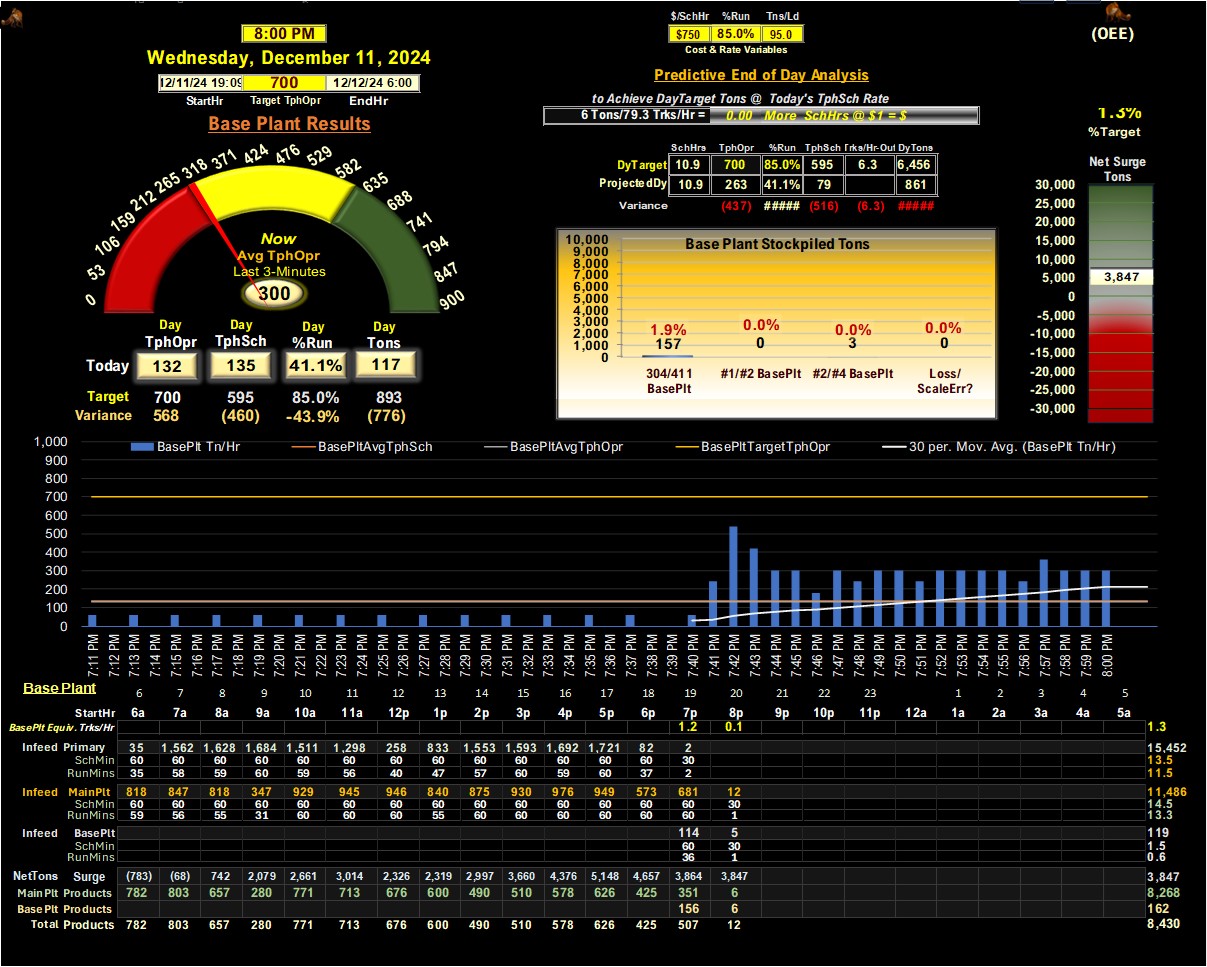 $/SchHr %Run Tns/Ld
8:00 PM
$750 85.0% 95.0
(OEE)
Cost & Rate Variables
Wednesday, December 11, 2024
12/11/24 19:09 700 12/12/24 6:00
StartHr Target TphOpr EndHr
Base Plant Results
Predictive End of Day Analysis
to Achieve DayTarget Tons @ Today's TphSch Rate
6 Tons/79.3 Trks/Hr = 0.00 More SchHrs @ $1 = $
1.3%
%Target
SchHrs TphOpr %Run TphSch Trks/Hr-Out DyTons
DyTarget 10.9 700 85.0% 595 6.3 6,456
ProjectedDy 10.9 263 41.1% 79 861
Variance (437) ##### (516) (6.3) #####
Net Surge
Tons
30,000
25,000
20,000
15,000
10,000
5,000
0
-5,000
-10,000
-15,000
-20,000
-25,000
-30,000
3,847
0 53 106 159 212 265 318 371 424 476 529 582 635 688 741 794 847 900
Now
Avg TphOpr
Last 3-Minutes
300
Day Day Day Day
TphOpr TphSch %Run Tons
Today 132 135 41.1% 117
Target 700 595 85.0% 893
Variance 568 (460) -43.9% (776)
Base Plant Stockpiled Tons
10,000
9,000
8,000
7,000
6,000
5,000
4,000
3,000
2,000
1,000
0
1.9% 0.0% 0.0% 0.0%
157 0 3 0
304/411 #1/#2 BasePlt #2/#4 BasePlt Loss/
BasePlt ScaleErr?
BasePlt Tn/Hr BasePltAvgTphSch BasePltAvgTphOpr BasePltTargetTphOpr 30 per. Mov. Avg. (BasePlt Tn/Hr)
1,000
900
800
700
600
500
400
300
200
100
0
7:11 PM 7:12 PM 7:13 PM 7:14 PM 7:15 PM 7:16 PM 7:17 PM 7:18 PM 7:19 PM 7:20 PM 7:21 PM 7:22 PM 7:23 PM 7:24 PM 7:25 PM 7:26 PM 7:27 PM 7:28 PM 7:29 PM 7:30 PM 7:31 PM 7:32 PM 7:33 PM 7:34 PM 7:35 PM 7:36 PM 7:37 PM 7:38 PM 7:39 PM 7:40 PM 7:41 PM 7:42 PM 7:43 PM 7:44 PM 7:45 PM 7:46 PM 7:47 PM 7:48 PM 7:49 PM 7:50 PM 7:51 PM 7:52 PM 7:53 PM 7:54 PM 7:55 PM 7:56 PM 7:57 PM 7:58 PM 7:59 PM 8:00 PM
Base Plant 6 7 8 9 10 11 12 13 14 15 16 17 18 19 20 21 22 23 1 2 3 4 5
StartHr 6a 7a 8a 9a 10a 11a 12p 1p 2p 3p 4p 5p 6p 7p 8p 9p 10p 11p 12a 1a 2a 3a 4a 5a
BasePlt Equiv. Trks/Hr 1.2 0.1 1.3
Infeed Primary 35 1,562 1,628 1,684 1,511 1,298 258 833 1,553 1,593 1,692 1,721 82 2 15,452
SchMin 60 60 60 60 60 60 60 60 60 60 60 60 60 30 13.5
RunMins 35 58 59 60 59 56 40 47 57 60 59 60 37 2 11.5
Infeed MainPlt 818 847 818 347 929 945 946 840 875 930 976 949 573 681 12 11,486
SchMin 60 60 60 60 60 60 60 60 60 60 60 60 60 60 30 14.5
RunMins 59 56 55 31 60 60 60 55 60 60 60 60 60 60 1 13.3
Infeed BasePlt 114 5 119
SchMin 60 30 1.5
RunMins 36 1 0.6
NetTons Surge (783) (68) 742 2,079 2,661 3,014 2,326 2,319 2,997 3,660 4,376 5,148 4,657 3,864 3,847 3,847
MainPlt Products 782 803 657 280 771 713 676 600 490 510 578 626 425 351 6 8,268
BasePlt Products 156 6 162
Total Products 782 803 657 280 771 713 676 600 490 510 578 626 425 507 12 8,430